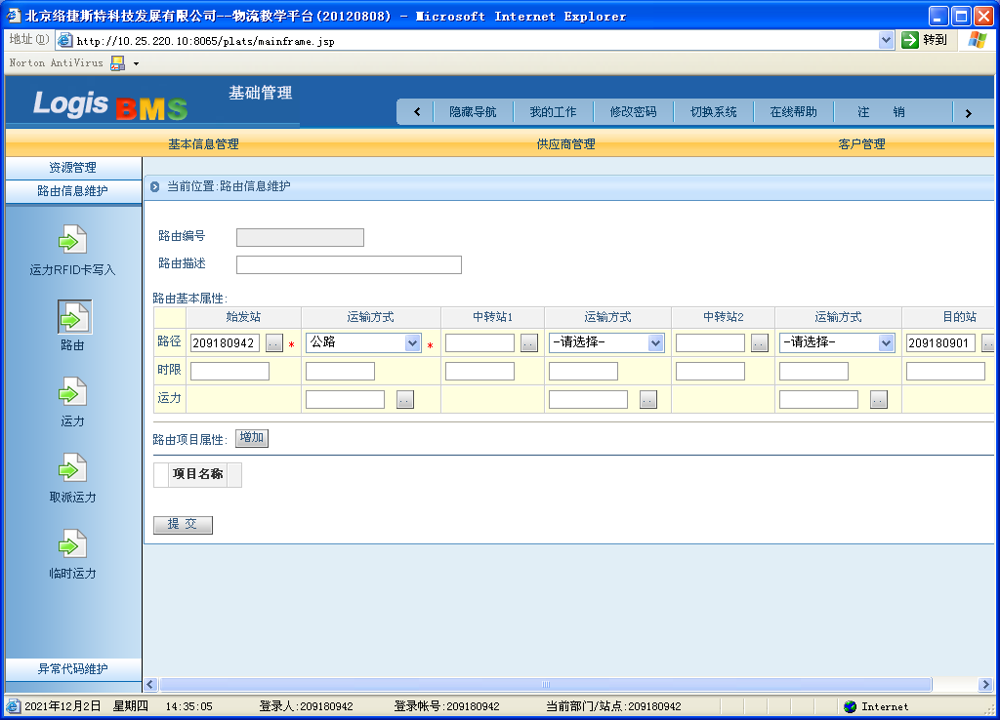 北京络捷斯特科技发展有限公司--物流教学平台(20120808) - Microsoft Internet Explorer
地址(D) http://10.25.220.10:8065/plats/mainframe.jsp 转到
Norton AntiVirus
Logis BMS 基础管理
隐藏导航 我的工作 修改密码 切换系统 在线帮助 注 销
基本信息管理 供应商管理 客户管理
资源管理
路由信息维护
运力RFID卡写入
路由
运力
取派运力
临时运力
异常代码维护
当前位置:路由信息维护
路由编号
路由描述
路由基本属性:
始发站 运输方式 中转站1 运输方式 中转站2 运输方式 目的站
路径 209180942 .. * 公路 * .. -请选择- .. -请选择- 209180901 ..
时限
运力 .. .. ..
路由项目属性: 增加
项目名称
提 交
2021年12月2日 星期四 14:35:05 登录人:209180942 登录帐号:209180942 当前部门/站点:209180942 Internet